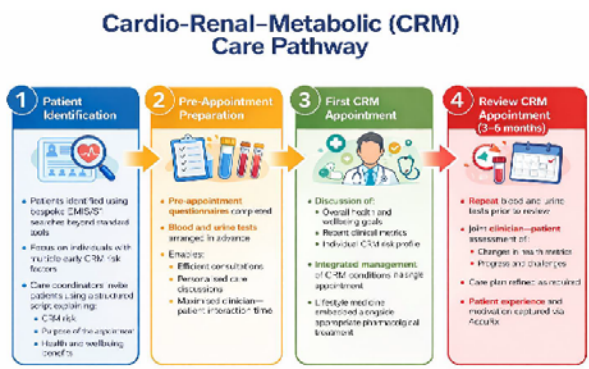 Cardio-Renal-Metabolic (CRM)
Care Pathway
1 Patient
Identification
• Patients identified using
bespoke EMIS/S1
searches beyond standard
tools
• Focus on individuals with
multiple early CRM risk
factors
• Care coordinators invite
patients using a structured
script explaining:
• CRM risk
• Purpose of the appointment
• Health and wellbeing
benefits
2 Pre-Appointment
Preparation
• Pre-appointment
questionnaires completed
• Blood and urine tests
arranged in advance
• Enables:
• Efficient consultations
• Personalised care
discussions
• Maximised clinician–
patient interaction time
3 First CRM
Appointment
• Discussion of:
• Overall health and
wellbeing goals
• Recent clinical metrics
• Individual CRM risk profile
• Integrated management
of CRM conditions in a single
appointment
• Lifestyle medicine
embedded alongside
appropriate pharmacological
treatment
4 Review CRM
Appointment
(3–6 months)
• Repeat blood and urine
tests prior to review
• Joint clinician–patient
assessment of:
• Changes in health metrics
• Progress and challenges
• Care plan refined as required
• Patient experience and
motivation captured via
AccuRx